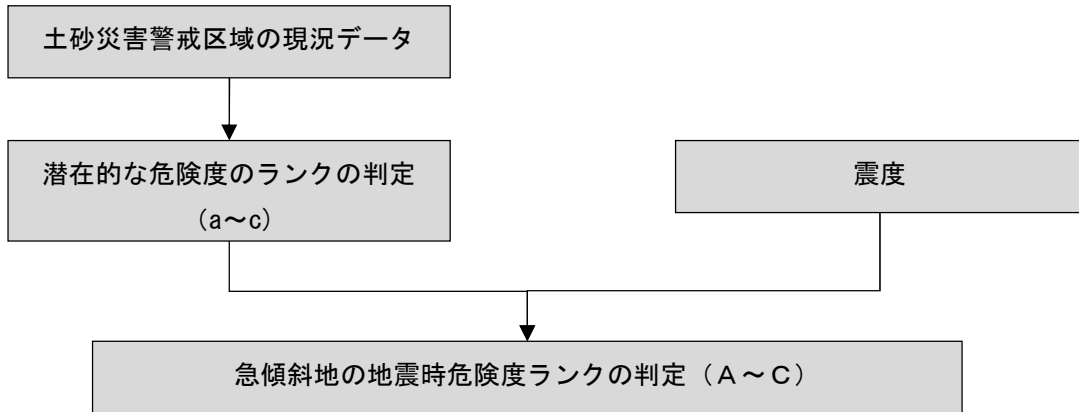 土砂災害警戒区域の現況データ
潜在的な危険度のランクの判定
（a～c）
震度
急傾斜地の地震時危険度ランクの判定（Ａ～Ｃ）